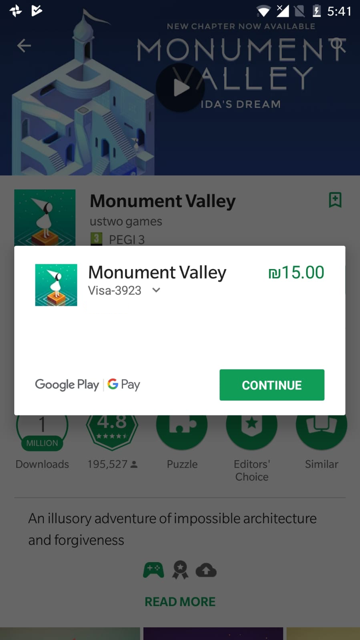 5:41
NEW CHAPTER NOW AVAILABLE
MONUMENT
VALLEY
IDA'S DREAM
Monument Valley
ustwo games
3 PEGI 3
Monument Valley ₪15.00
Visa-3923
Google Play | G Pay
CONTINUE
1
MILLION
4.8
Downloads
195,527
Puzzle
Editors'
Choice
Similar
An illusory adventure of impossible architecture
and forgiveness
READ MORE